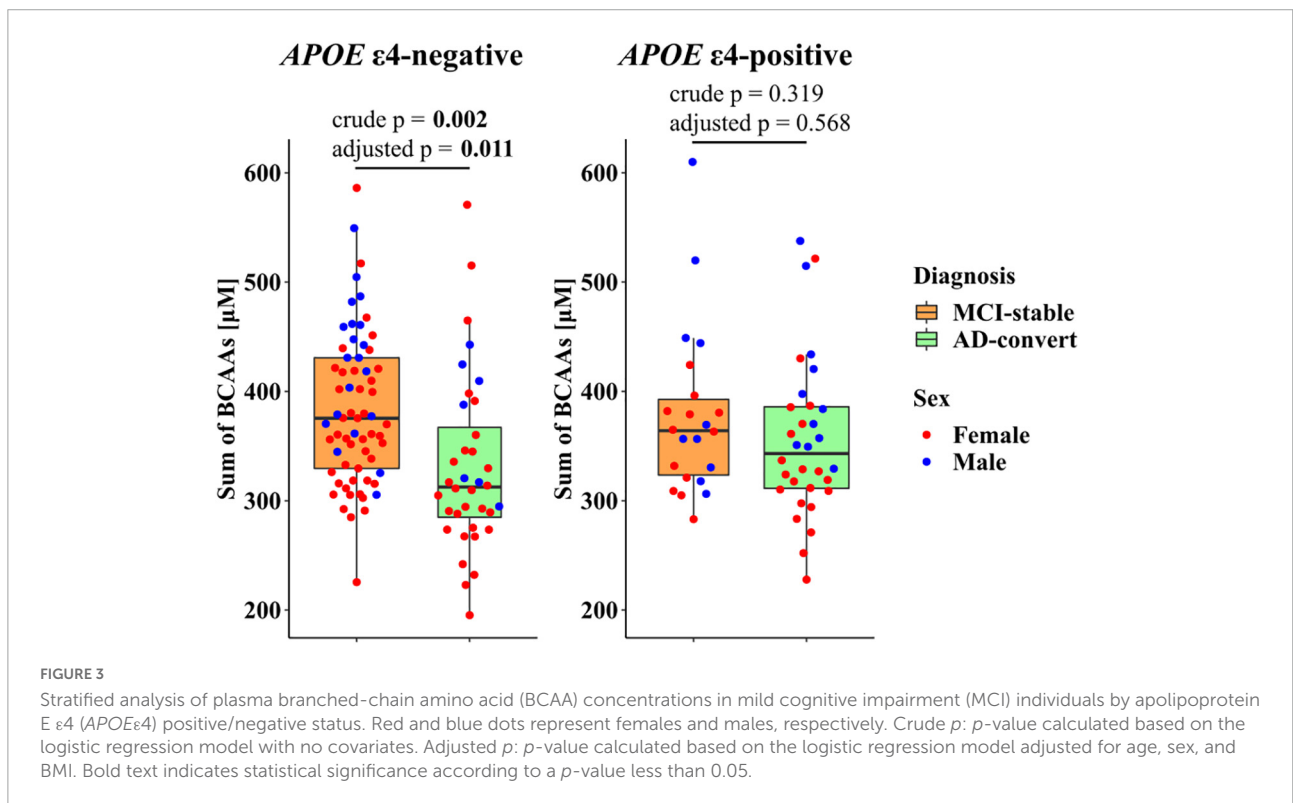 APOE ε4-negative
crude p = 0.002
adjusted p = 0.011
600
500
400
300
200
Sum of BCAAs [μM]
APOE ε4-positive
crude p = 0.319
adjusted p = 0.568
600
500
400
300
200
Sum of BCAAs [μM]
Diagnosis
MCI-stable
AD-convert
Sex
Female
Male
FIGURE 3
Stratified analysis of plasma branched-chain amino acid (BCAA) concentrations in mild cognitive impairment (MCI) individuals by apolipoprotein
E ε4 (APOEε4) positive/negative status. Red and blue dots represent females and males, respectively. Crude p: p-value calculated based on the
logistic regression model with no covariates. Adjusted p: p-value calculated based on the logistic regression model adjusted for age, sex, and
BMI. Bold text indicates statistical significance according to a p-value less than 0.05.